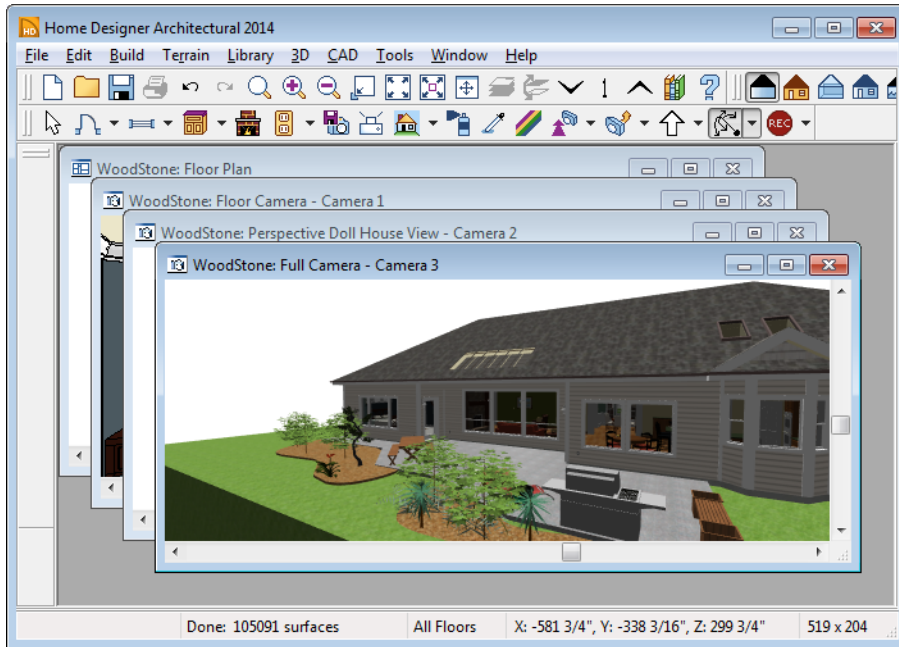 HD Home Designer Architectural 2014
File Edit Build Terrain Library 3D CAD Tools Window Help
1 ?
REC
WoodStone: Floor Plan
WoodStone: Floor Camera - Camera 1
WoodStone: Perspective Doll House View - Camera 2
WoodStone: Full Camera - Camera 3
Done: 105091 surfaces All Floors X: -581 3/4", Y: -338 3/16", Z: 299 3/4" 519 x 204